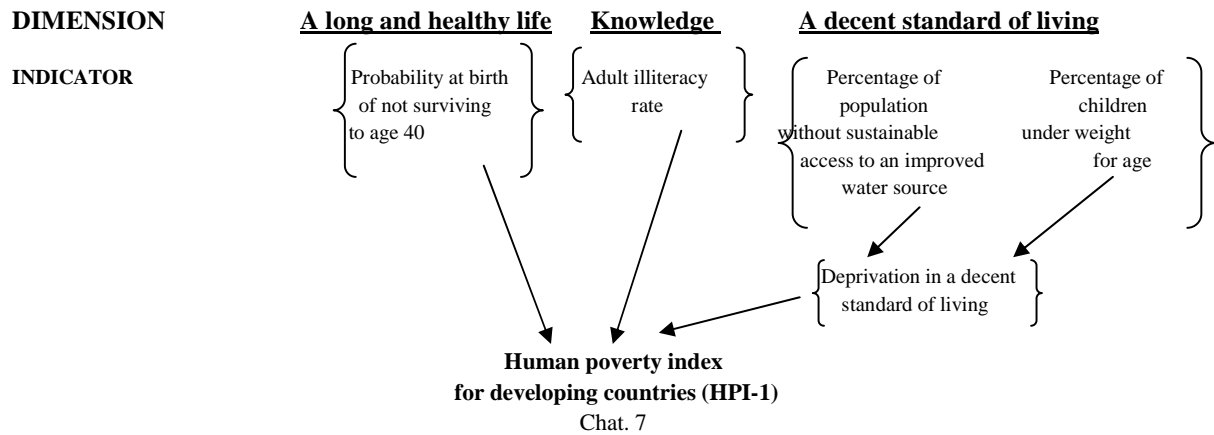 DIMENSION A long and healthy life Knowledge A decent standard of living
INDICATOR
Probability at birth
of not surviving
to age 40
Adult illiteracy
rate
Percentage of
population
without sustainable
access to an improved
water source
Percentage of
children
under weight
for age
Deprivation in a decent
standard of living
Human poverty index
for developing countries (HPI-1)
Chat. 7